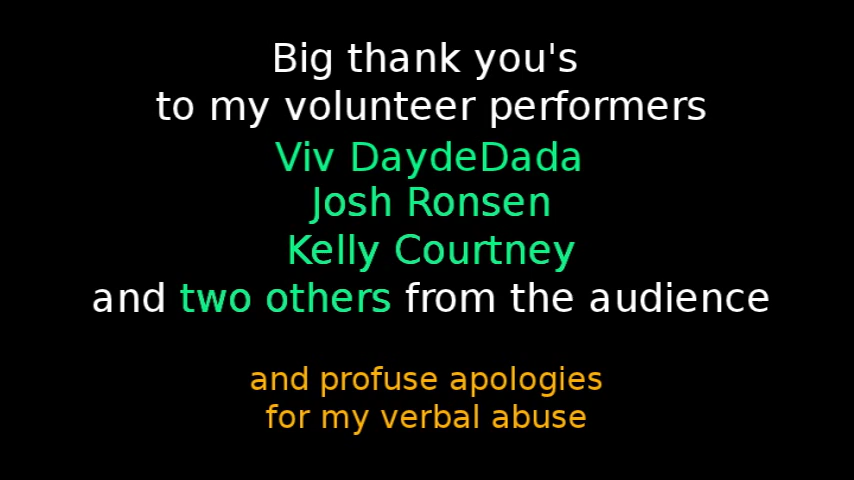 Big thank you's
to my volunteer performers
Viv DaydeDada
Josh Ronsen
Kelly Courtney
and two others from the audience
and profuse apologies
for my verbal abuse